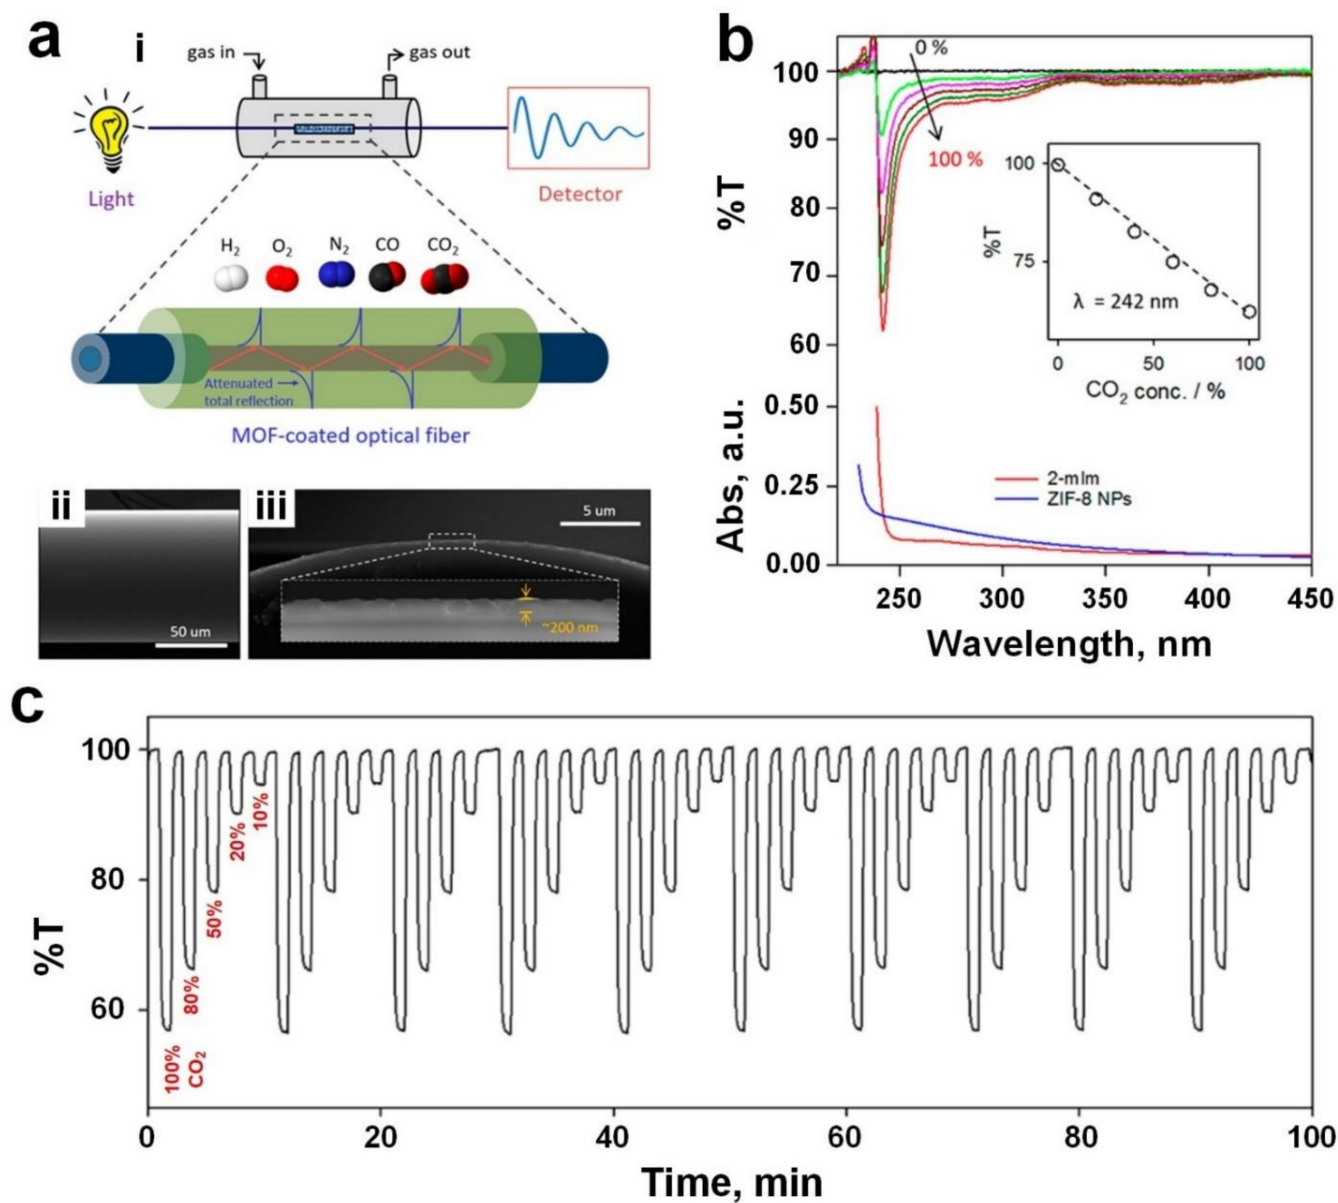 a
i
gas in
gas out
Light
Detector
H2
O2
N2
CO
CO2
Attenuated
total reflection
MOF-coated optical fiber
ii
50 um
iii
5 um
~200 nm
b
0 %
100 %
%T
100
90
80
70
60
%T
100
75
λ = 242 nm
0
50
100
CO2 conc. / %
Abs, a.u.
0.50
0.25
0.00
2-mIm
ZIF-8 NPs
250
300
350
400
450
Wavelength, nm
c
%T
100
80
60
100%
CO2
80%
50%
20%
10%
0
20
40
60
80
100
Time, min